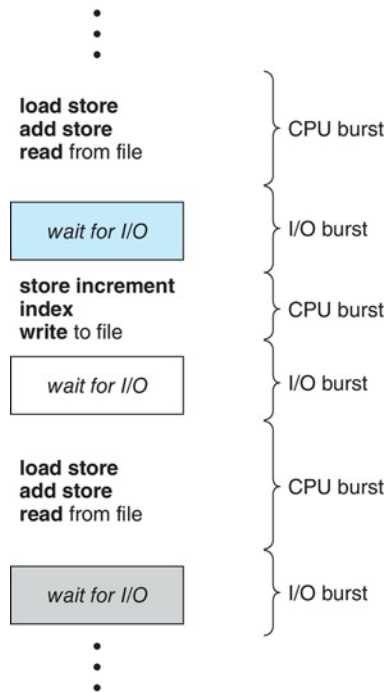 load store
add store
read from file
CPU burst
wait for I/O
I/O burst
store increment
index
write to file
CPU burst
wait for I/O
I/O burst
load store
add store
read from file
CPU burst
wait for I/O
I/O burst